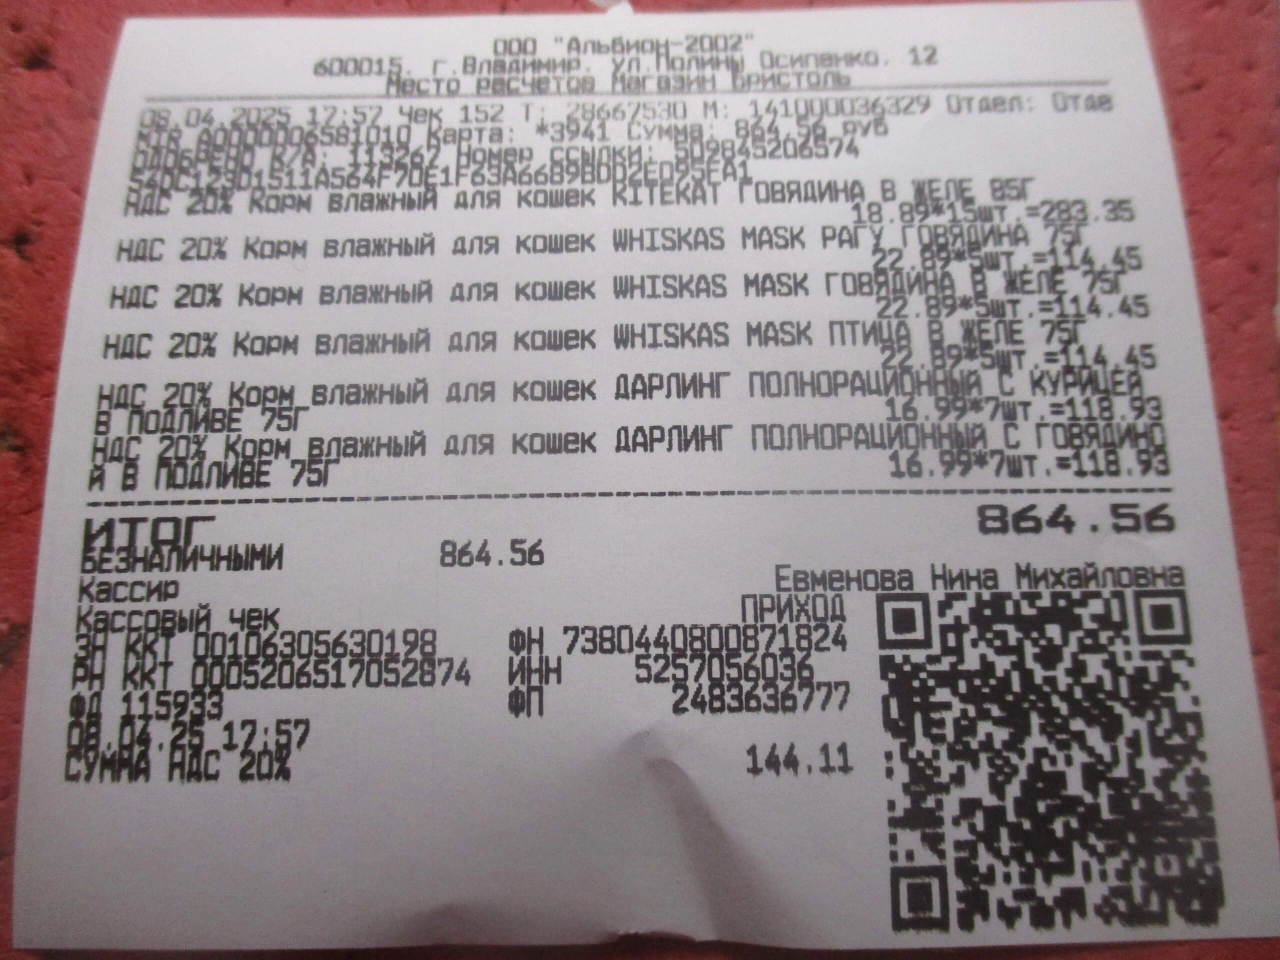 ООО "Альбион-2002"
600015, г.Владимир, ул.Полины Осипенко, 12
Место расчетов Магазин Бристоль
08.04.2025 17:57 Чек 152 Т: 28667530 М: 141000036329 Отдел: Отде
MIR A0000006581010 Карта: *3941 Сумма: 864.56 руб
ОДОБРЕНО К/А: 113267 Номер ссылки: 509845206574
540C123D1511A564F70E1F63A6689BDD2ED95EA1
НДС 20% Корм влажный для кошек KITEKAT ГОВЯДИНА В ЖЕЛЕ 85Г
18.89*15шт.=283.35
НДС 20% Корм влажный для кошек WHISKAS MASK РАГУ ГОВЯДИНА 75Г
22.89*5шт.=114.45
НДС 20% Корм влажный для кошек WHISKAS MASK ГОВЯДИНА В ЖЕЛЕ 75Г
22.89*5шт.=114.45
НДС 20% Корм влажный для кошек WHISKAS MASK ПТИЦА В ЖЕЛЕ 75Г
22.89*5шт.=114.45
НДС 20% Корм влажный для кошек ДАРЛИНГ ПОЛНОРАЦИОННЫЙ С КУРИЦЕЙ
В ПОДЛИВЕ 75Г 16.99*7шт.=118.93
НДС 20% Корм влажный для кошек ДАРЛИНГ ПОЛНОРАЦИОННЫЙ С ГОВЯДИНО
Й В ПОДЛИВЕ 75Г 16.99*7шт.=118.93
ИТОГ 864.56
БЕЗНАЛИЧНЫМИ 864.56
Кассир Евменова Нина Михайловна
Кассовый чек ПРИХОД
ЗН ККТ 00106305630198 ФН 7380440800871824
РН ККТ 0005206517052874 ИНН 5257056036
ФД 115933 ФП 2483636777
08.04.25 17:57
СУММА НДС 20% 144.11